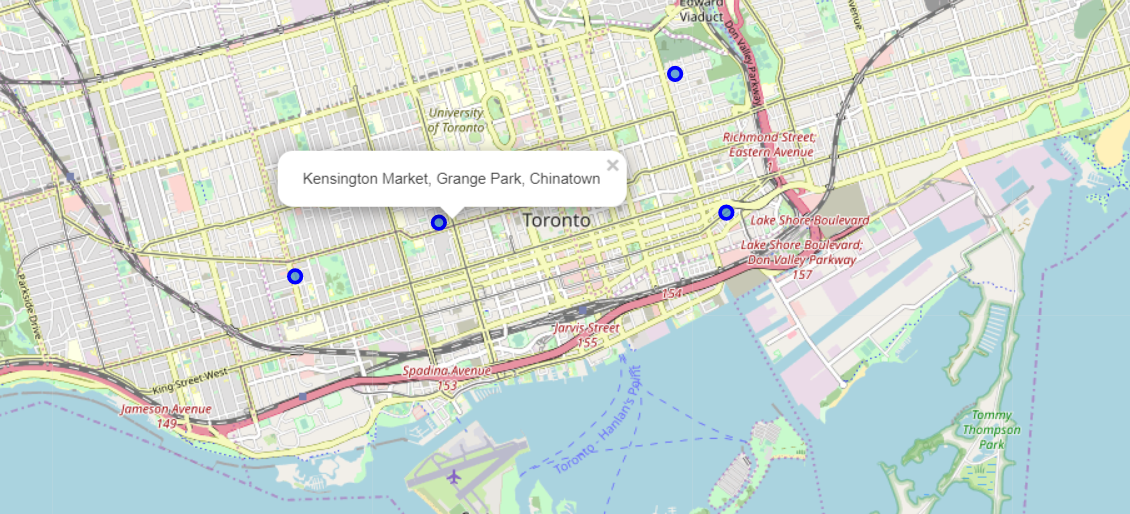 Edward
Viaduct
Avenue
Don Valley Parkway
University
of Toronto
Richmond Street;
Eastern Avenue
×
Kensington Market, Grange Park, Chinatown
Toronto
Lake Shore Boulevard
Lake Shore Boulevard;
Don Valley Parkway
157
Parkside Drive
154
Jarvis Street
155
Spadina Avenue
153
King Street West
Jameson Avenue
149
Toronto - Hanlan's Point
Tommy
Thompson
Park